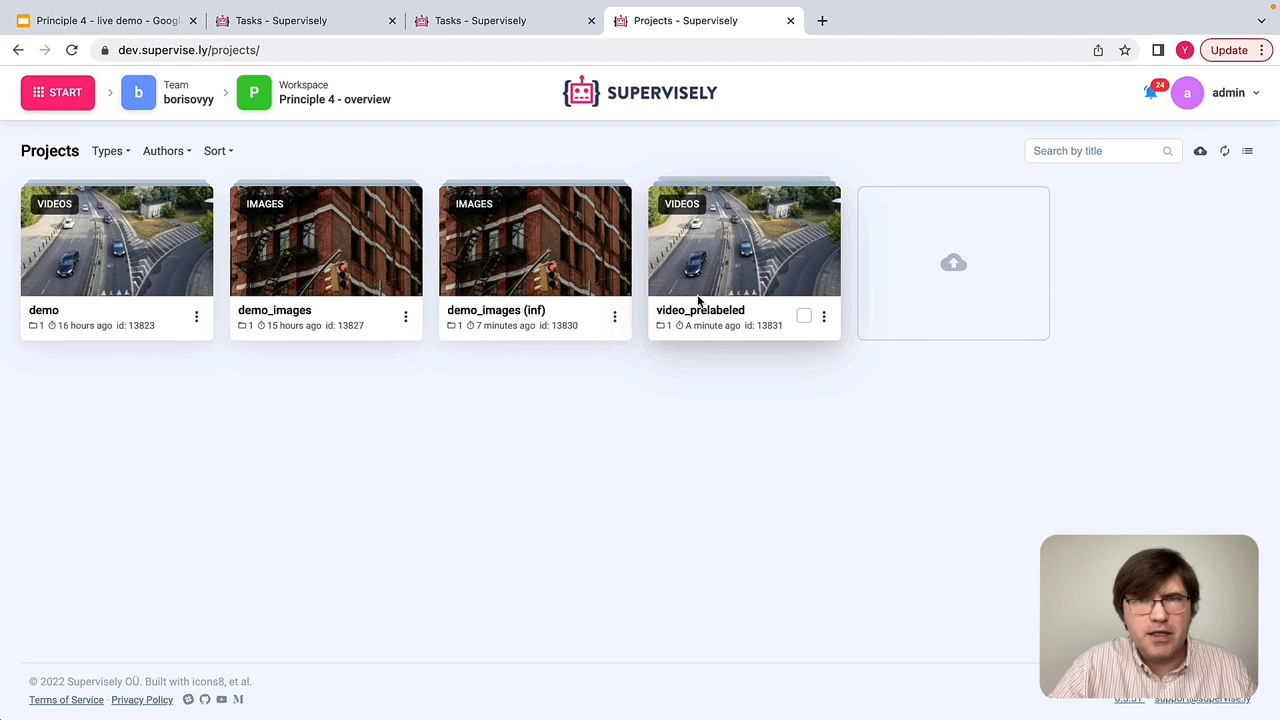 Principle 4 - live demo - Googl
Tasks - Supervisely
Tasks - Supervisely
Projects - Supervisely
dev.supervise.ly/projects/
Y
Update
START
b
Team
borisovyy
P
Workspace
Principle 4 - overview
SUPERVISELY
24
a
admin
Projects
Types
Authors
Sort
Search by title
VIDEOS
demo
1 16 hours ago id: 13823
IMAGES
demo_images
1 15 hours ago id: 13827
IMAGES
demo_images (inf)
1 7 minutes ago id: 13830
VIDEOS
video_prelabeled
1 A minute ago id: 13831
© 2022 Supervisely OÜ. Built with icons8, et al.
Terms of Service · Privacy Policy
support@supervise.ly